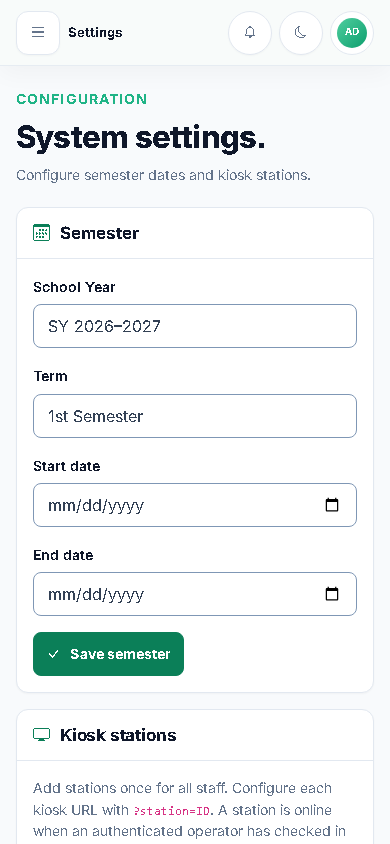 Settings
AD
CONFIGURATION
System settings.
Configure semester dates and kiosk stations.
Semester
School Year
SY 2026–2027
Term
1st Semester
Start date
mm/dd/yyyy
End date
mm/dd/yyyy
Save semester
Kiosk stations
Add stations once for all staff. Configure each
kiosk URL with ?station=ID. A station is online
when an authenticated operator has checked in